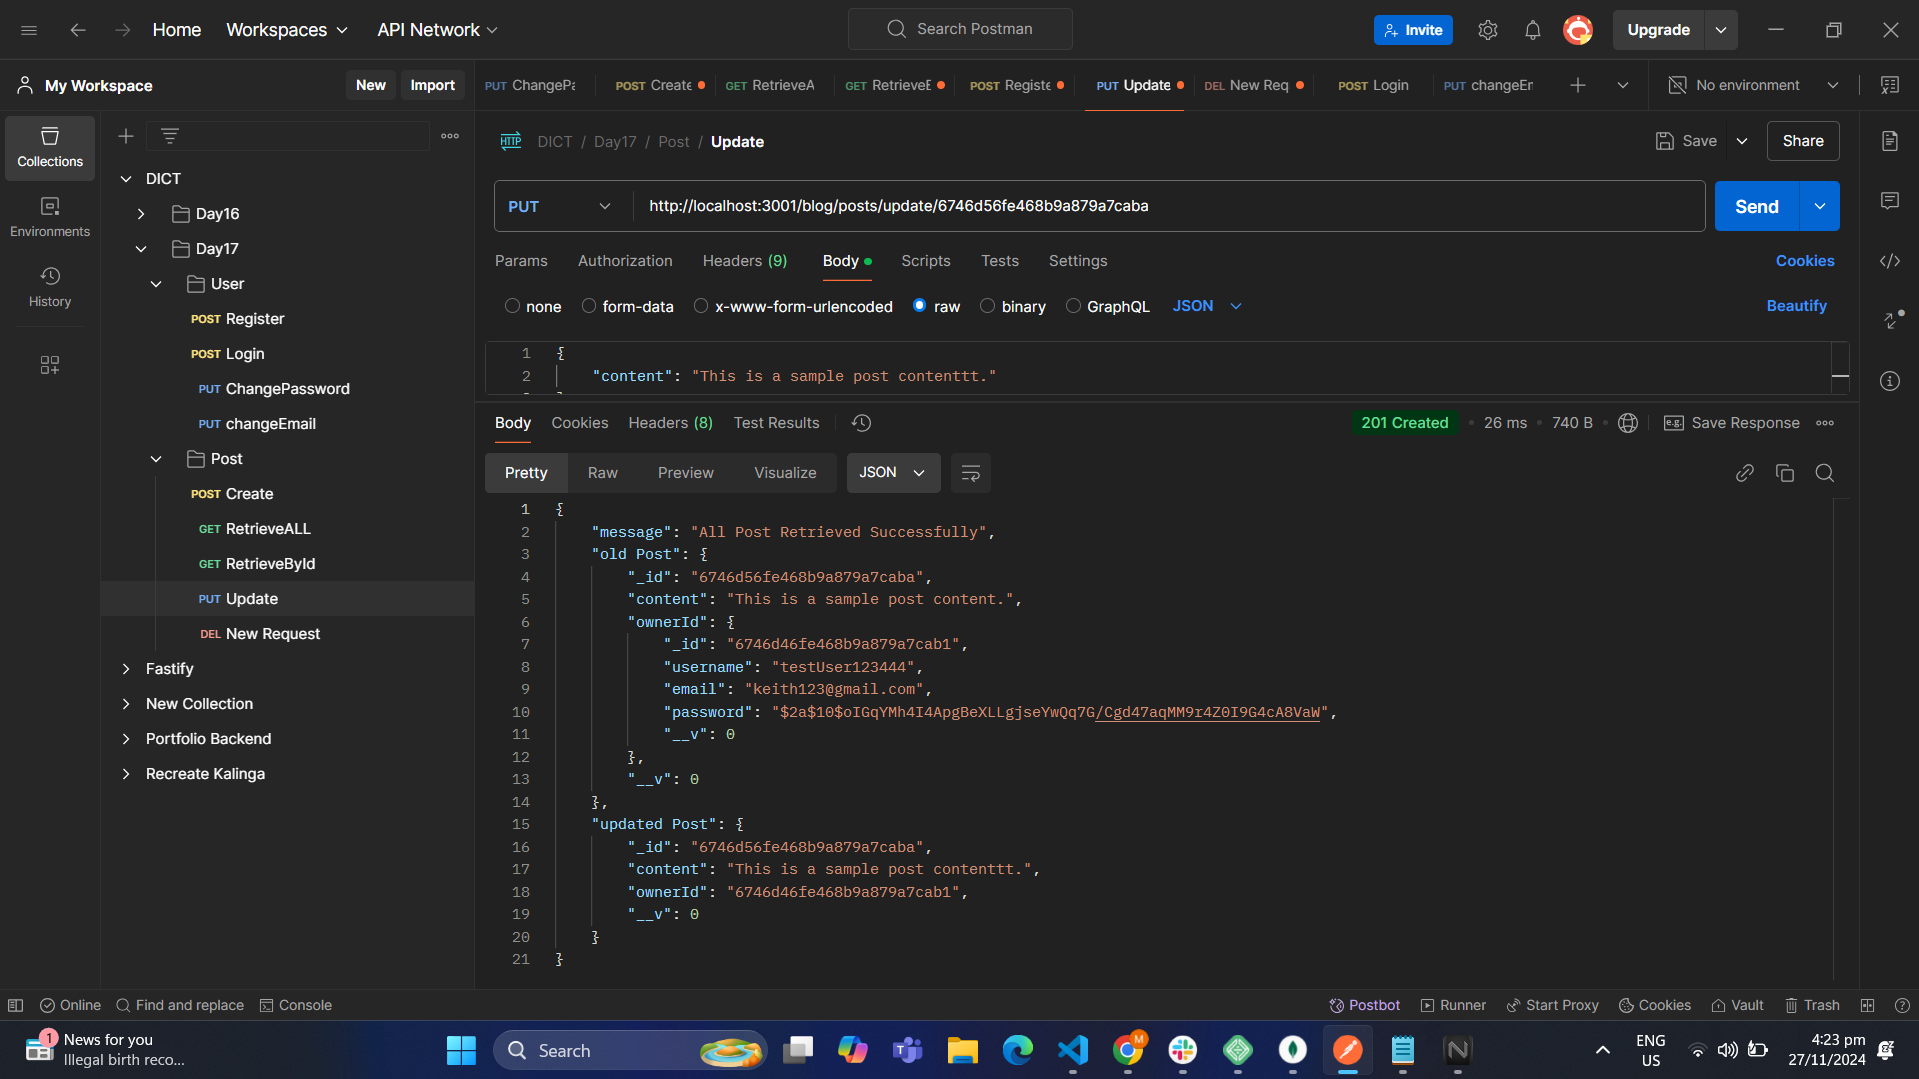 Home
Workspaces
API Network
Search Postman
Invite
Upgrade
My Workspace
New
Import
PUT ChangePa
POST Create
GET RetrieveA
GET RetrieveE
POST Registe
PUT Update
DEL New Req
POST Login
PUT changeEr
No environment
Collections
Environments
History
DICT
Day16
Day17
User
POST Register
POST Login
PUT ChangePassword
PUT changeEmail
Post
POST Create
GET RetrieveALL
GET RetrieveById
PUT Update
DEL New Request
Fastify
New Collection
Portfolio Backend
Recreate Kalinga
HTTP DICT / Day17 / Post / Update
Save
Share
PUT
http://localhost:3001/blog/posts/update/6746d56fe468b9a879a7caba
Send
Params
Authorization
Headers (9)
Body
Scripts
Tests
Settings
Cookies
none
form-data
x-www-form-urlencoded
raw
binary
GraphQL
JSON
Beautify
1 {
2 "content": "This is a sample post contenttt."
Body
Cookies
Headers (8)
Test Results
201 Created
26 ms
740 B
e.g. Save Response
Pretty
Raw
Preview
Visualize
JSON
1 {
2 "message": "All Post Retrieved Successfully",
3 "old Post": {
4 "_id": "6746d56fe468b9a879a7caba",
5 "content": "This is a sample post content.",
6 "ownerId": {
7 "_id": "6746d46fe468b9a879a7cab1",
8 "username": "testUser123444",
9 "email": "keith123@gmail.com",
10 "password": "$2a$10$oIGqYMh4I4ApgBeXLLgjseYwQq7G/Cgd47aqMM9r4Z0I9G4cA8VaW",
11 "__v": 0
12 },
13 "__v": 0
14 },
15 "updated Post": {
16 "_id": "6746d56fe468b9a879a7caba",
17 "content": "This is a sample post contenttt.",
18 "ownerId": "6746d46fe468b9a879a7cab1",
19 "__v": 0
20 }
21 }
Online
Find and replace
Console
Postbot
Runner
Start Proxy
Cookies
Vault
Trash
1
News for you
Illegal birth reco...
Search
M
ENG
US
4:23 pm
27/11/2024